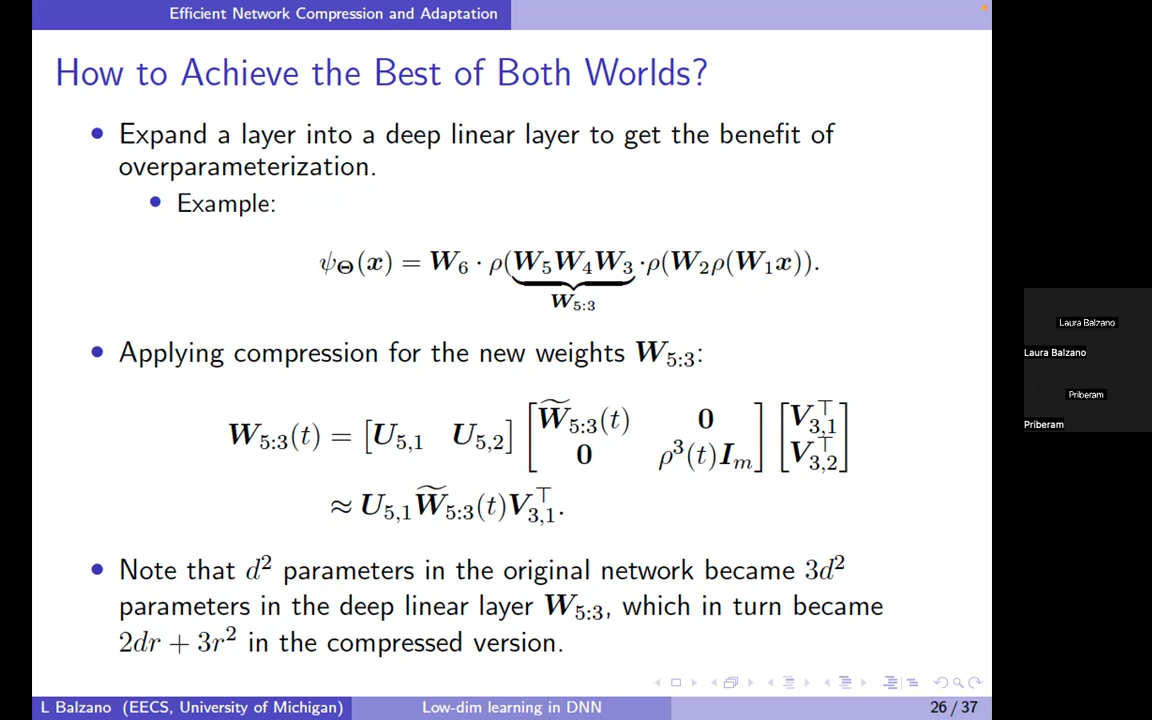 Efficient Network Compression and Adaptation
How to Achieve the Best of Both Worlds?
• Expand a layer into a deep linear layer to get the benefit of
overparameterization.
• Example:
ψ_Θ(x) = W₆ · ρ(W₅W₄W₃ ·ρ(W₂ρ(W₁x)).
W₅:₃
• Applying compression for the new weights W₅:₃:
W₅:₃(t) = [U₅,₁ U₅,₂] [W̃₅:₃(t) 0; 0 ρ³(t)Iₘ] [V₃,₁^⊤; V₃,₂^⊤]
≈ U₅,₁W̃₅:₃(t)V₃,₁^⊤.
• Note that d² parameters in the original network became 3d²
parameters in the deep linear layer W₅:₃, which in turn became
2dr + 3r² in the compressed version.
L Balzano (EECS, University of Michigan) Low-dim learning in DNN 26 / 37
Laura Balzano
Laura Balzano
Priberam
Priberam